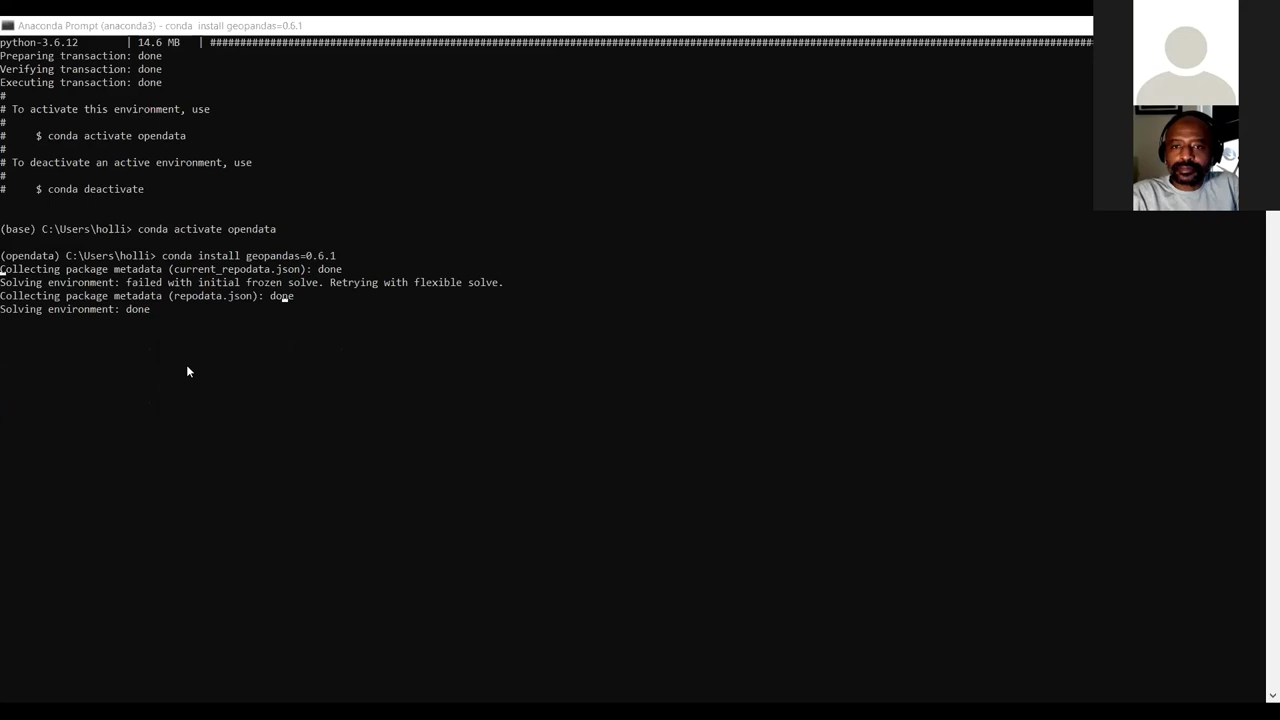 Anaconda Prompt (anaconda3) - conda  install geopandas=0.6.1
python-3.6.12        | 14.6 MB   | ####################################################################################################################################################
Preparing transaction: done
Verifying transaction: done
Executing transaction: done
#
# To activate this environment, use
#
#     $ conda activate opendata
#
# To deactivate an active environment, use
#
#     $ conda deactivate
(base) C:\Users\holli> conda activate opendata
(opendata) C:\Users\holli> conda install geopandas=0.6.1
Collecting package metadata (current_repodata.json): done
Solving environment: failed with initial frozen solve. Retrying with flexible solve.
Collecting package metadata (repodata.json): done
Solving environment: done